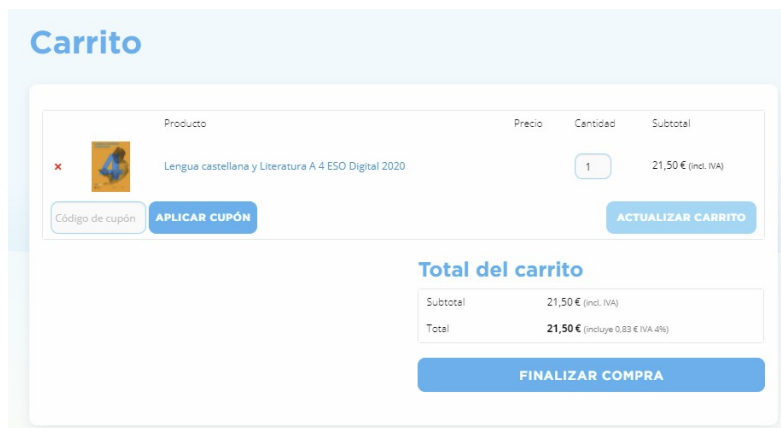 Carrito
Producto Precio Cantidad Subtotal
× Lengua castellana y Literatura A 4 ESO Digital 2020 1 21,50 € (incl. IVA)
Código de cupón APLICAR CUPÓN ACTUALIZAR CARRITO
Total del carrito
Subtotal 21,50 € (incl. IVA)
Total 21,50 € (incluye 0,83 € IVA 4%)
FINALIZAR COMPRA